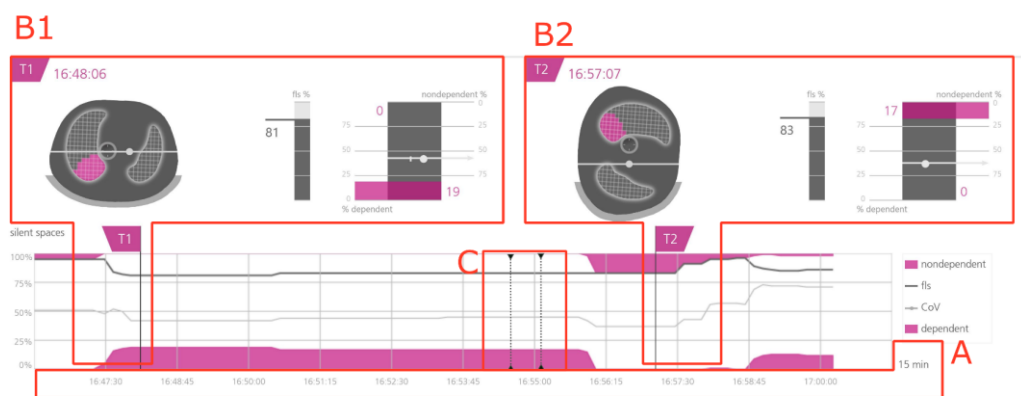 B1
B2
T1 16:48:06
T2 16:57:07
fls %
nondependent %
0
0
81
75
25
50
50
25
75
19
0
% dependent
fls %
nondependent %
17
0
83
75
25
50
50
25
75
0
0
% dependent
silent spaces
T1
T2
C
100%
75%
50%
25%
0%
nondependent
fls
CoV
dependent
A
15 min
16:47:30
16:48:45
16:50:00
16:51:15
16:52:30
16:53:45
16:55:00
16:56:15
16:57:30
16:58:45
17:00:00